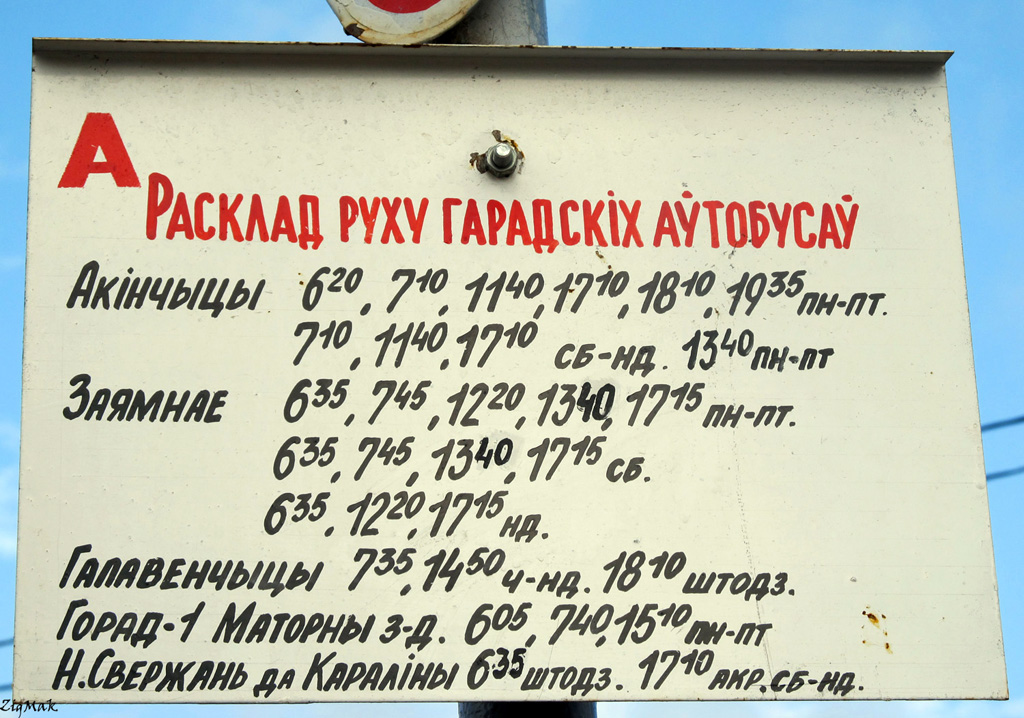 А
РАСКЛАД РУХУ ГАРАДСКІХ АЎТОБУСАЎ
АКІНЧЫЦЫ 6²⁰, 7¹⁰, 11⁴⁰, 17¹⁰, 18¹⁰, 19³⁵ ПН-ПТ.
7¹⁰, 11⁴⁰, 17¹⁰ СБ-НД. 13⁴⁰ ПН-ПТ
ЗАЯМНАЕ 6³⁵, 7⁴⁵, 12²⁰, 13⁴⁰, 17¹⁵ ПН-ПТ.
6³⁵, 7⁴⁵, 13⁴⁰, 17¹⁵ СБ.
6³⁵, 12²⁰, 17¹⁵ НД.
ГАЛАВЕНЧЫЦЫ 7³⁵, 14⁵⁰ Ч-НД. 18¹⁰ ШТОДЗ.
ГОРАД-1 МАТОРНЫ З-Д. 6⁰⁵, 7⁴⁰, 15¹⁰ ПН-ПТ
Н.СВЕРЖАНЬ ДА КАРАЛІНЫ 6³⁵ ШТОДЗ. 17¹⁰ АКР. СБ-НД.
ZIGMAK